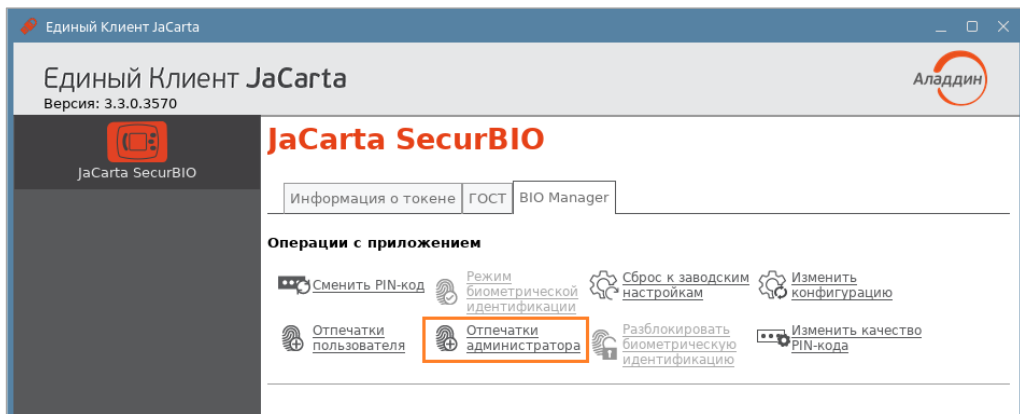 Единый Клиент JaCarta
Единый Клиент JaCarta
Версия: 3.3.0.3570
Аладдин
JaCarta SecurBIO
JaCarta SecurBIO
Информация о токене ГОСТ BIO Manager
Операции с приложением
Сменить PIN-код
Режим
биометрической
идентификации
Сброс к заводским
настройкам
Изменить
конфигурацию
Отпечатки
пользователя
Отпечатки
администратора
Разблокировать
биометрическую
идентификацию
Изменить качество
PIN-кода